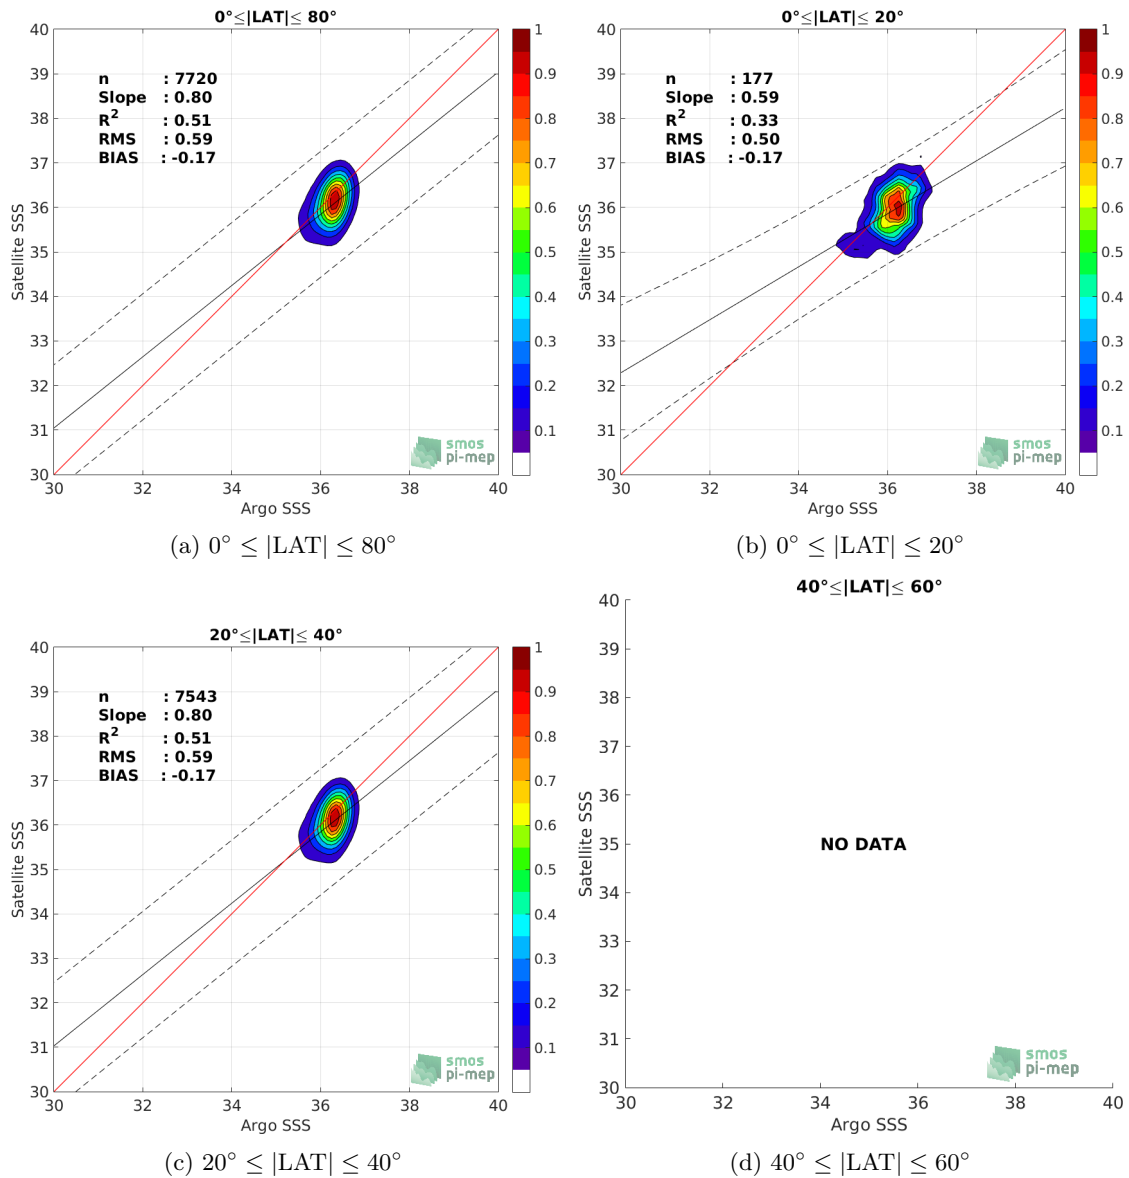 0°≤|LAT|≤ 80°
n : 7720
Slope : 0.80
R2 : 0.51
RMS : 0.59
BIAS : -0.17
40
39
38
37
36
35
34
33
32
31
30
30 32 34 36 38 40
Satellite SSS
Argo SSS
1
0.9
0.8
0.7
0.6
0.5
0.4
0.3
0.2
0.1
smos
pi-mep
(a) 0° ≤ |LAT| ≤ 80°
0°≤|LAT|≤ 20°
n : 177
Slope : 0.59
R2 : 0.33
RMS : 0.50
BIAS : -0.17
40
39
38
37
36
35
34
33
32
31
30
30 32 34 36 38 40
Satellite SSS
Argo SSS
1
0.9
0.8
0.7
0.6
0.5
0.4
0.3
0.2
0.1
smos
pi-mep
(b) 0° ≤ |LAT| ≤ 20°
20°≤|LAT|≤ 40°
n : 7543
Slope : 0.80
R2 : 0.51
RMS : 0.59
BIAS : -0.17
40
39
38
37
36
35
34
33
32
31
30
30 32 34 36 38 40
Satellite SSS
Argo SSS
1
0.9
0.8
0.7
0.6
0.5
0.4
0.3
0.2
0.1
smos
pi-mep
(c) 20° ≤ |LAT| ≤ 40°
40°≤|LAT|≤ 60°
40
39
38
37
36
35
34
33
32
31
30
30 32 34 36 38 40
Satellite SSS
Argo SSS
NO DATA
smos
pi-mep
(d) 40° ≤ |LAT| ≤ 60°